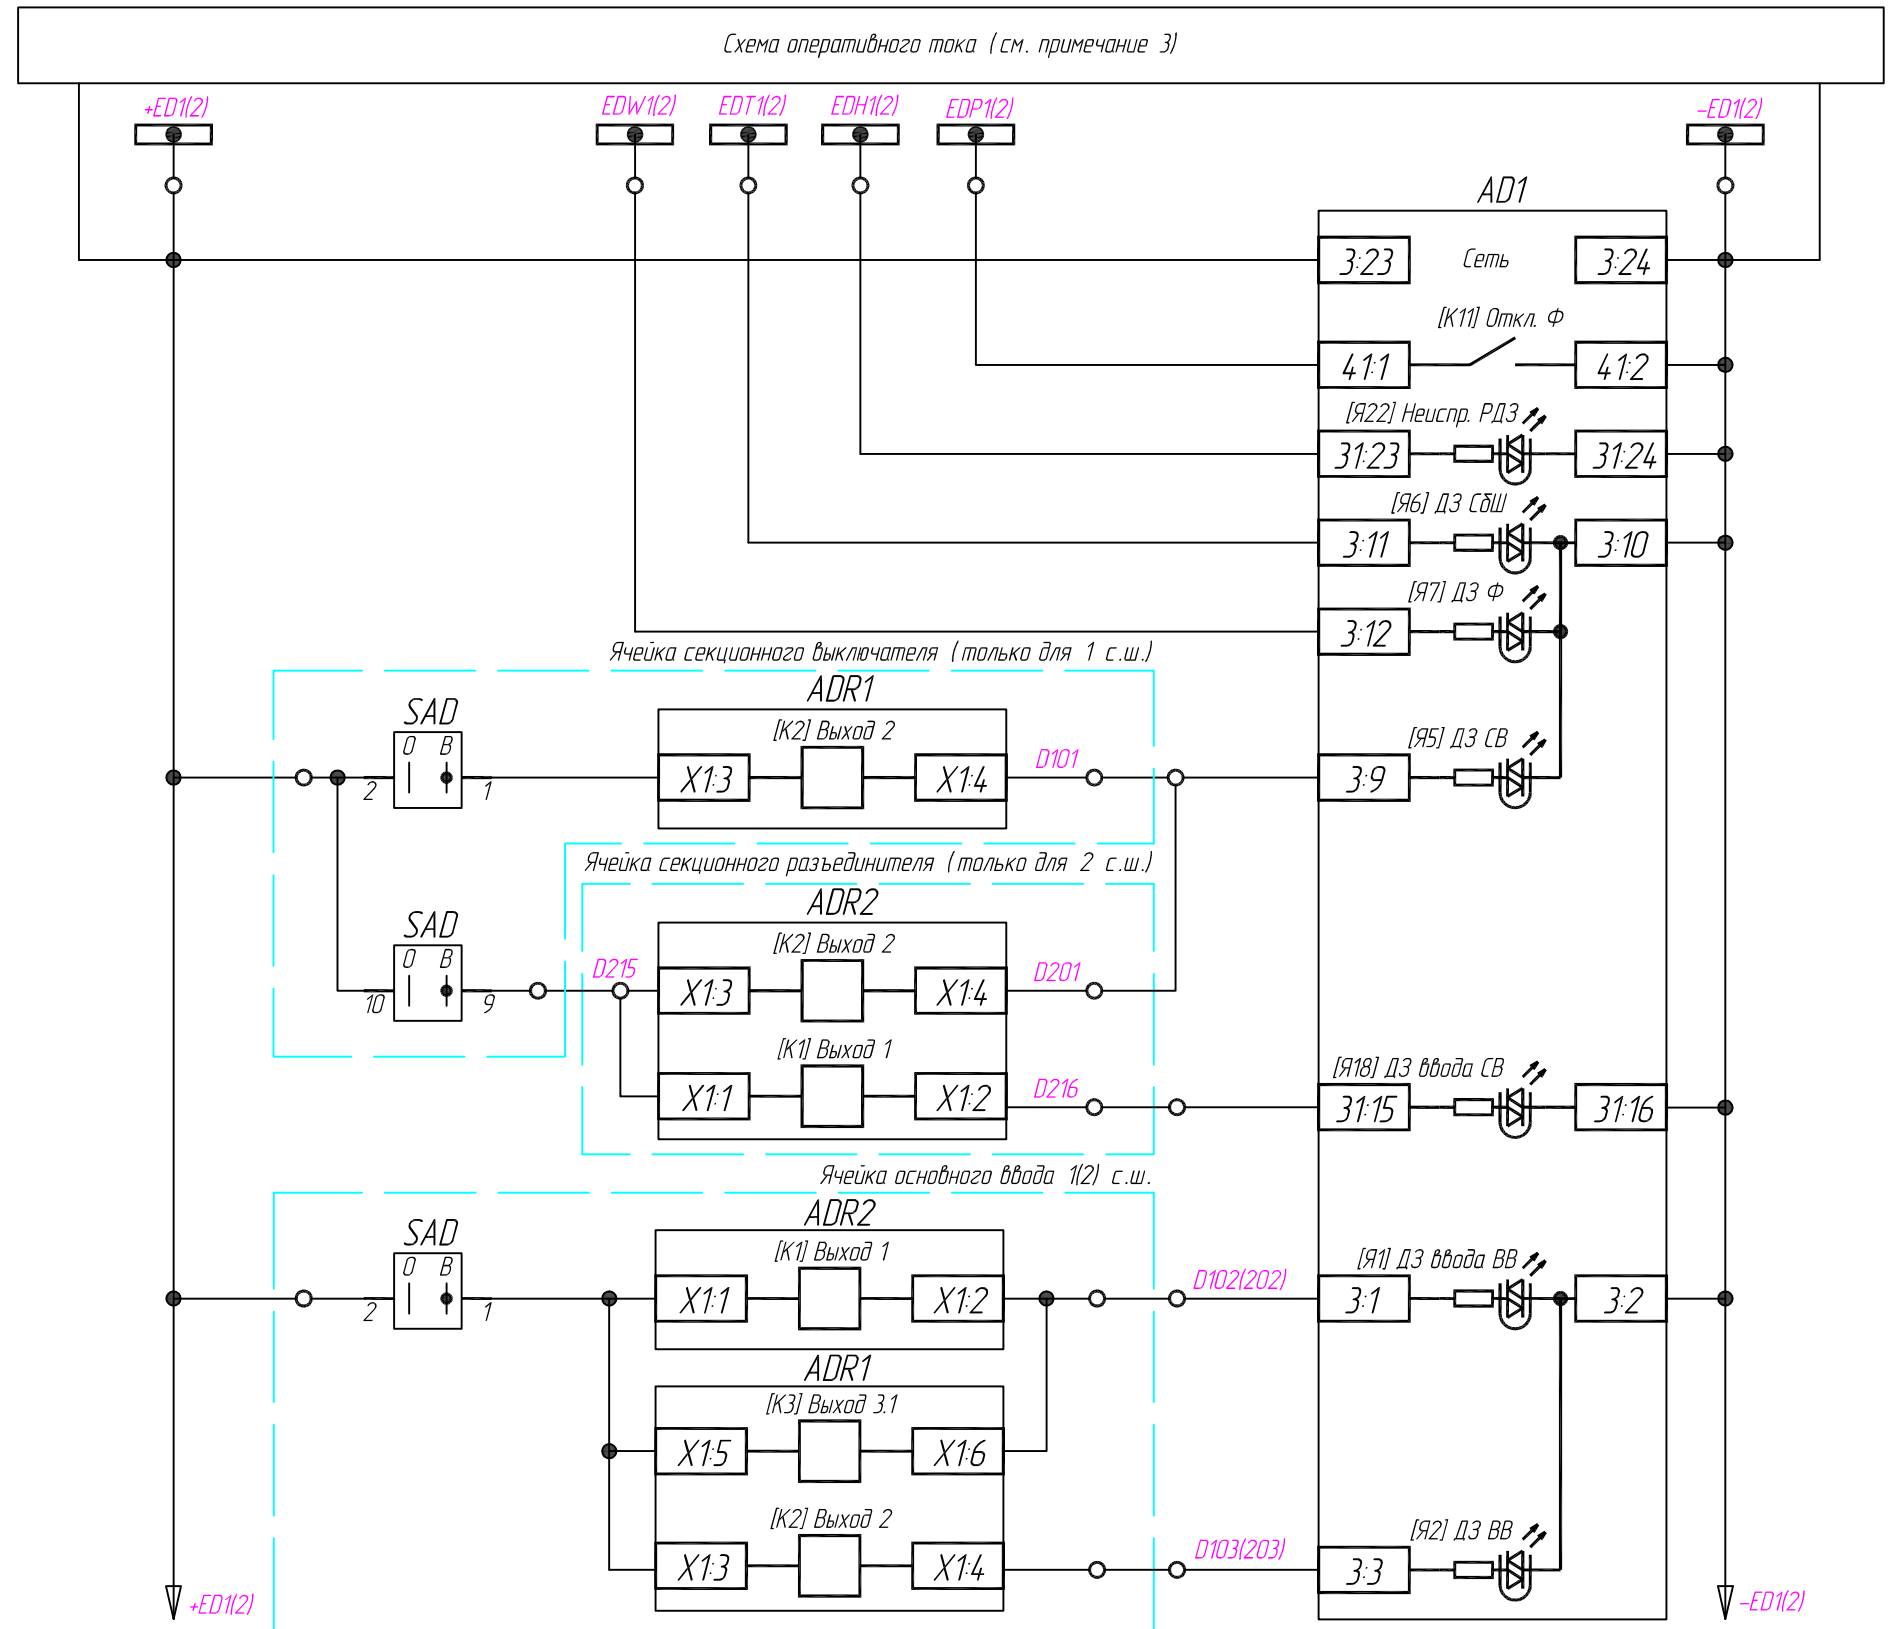 Схема оперативного тока (см. примечание 3)
+ED1(2)
EDW1(2)
EDT1(2)
EDH1(2)
EDP1(2)
-ED1(2)
AD1
3:23
Сеть
3:24
[К11] Откл. Ф
41:1
41:2
[Я22] Неиспр. РДЗ
31:23
31:24
[Я6] ДЗ СбШ
3:11
3:10
[Я7] ДЗ Ф
3:12
Ячейка секционного выключателя (только для 1 с.ш.)
ADR1
SAD
[К2] Выход 2
[Я5] ДЗ СВ
О В
D101
2
1
X1:3
X1:4
3:9
Ячейка секционного разъединителя (только для 2 с.ш.)
ADR2
SAD
[К2] Выход 2
О В
D215
D201
10
9
X1:3
X1:4
[К1] Выход 1
[Я18] ДЗ ввода СВ
D216
X1:1
X1:2
31:15
31:16
Ячейка основного ввода 1(2) с.ш.
ADR2
SAD
[К1] Выход 1
[Я1] ДЗ ввода ВВ
О В
D102(202)
2
1
X1:1
X1:2
3:1
3:2
ADR1
[К3] Выход 3.1
X1:5
X1:6
[К2] Выход 2
[Я2] ДЗ ВВ
D103(203)
X1:3
X1:4
3:3
+ED1(2)
-ED1(2)